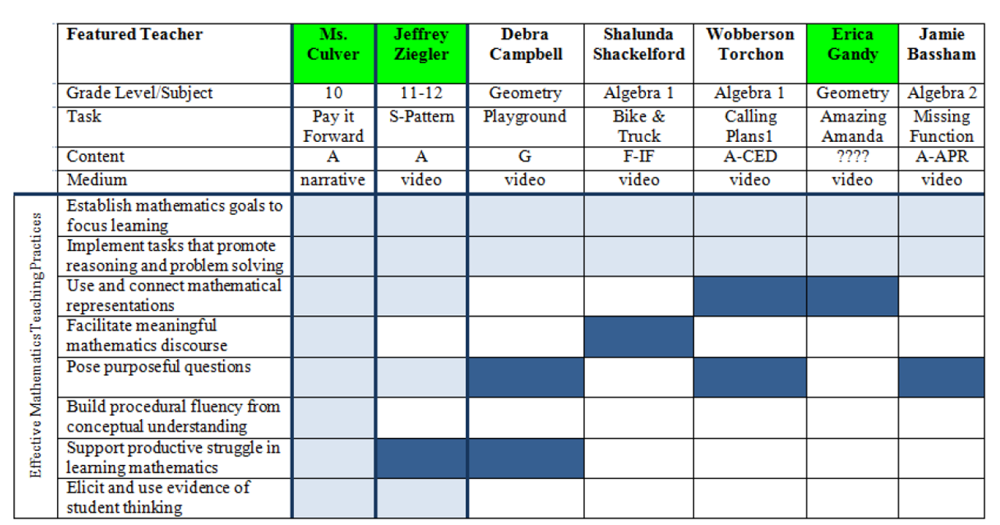 Featured Teacher Ms. Jeffrey Debra Shalunda Wobberson Erica Jamie
Culver Ziegler Campbell Shackelford Torchon Gandy Bassham
Grade Level/Subject 10 11-12 Geometry Algebra 1 Algebra 1 Geometry Algebra 2
Task Pay it S-Pattern Playground Bike & Calling Amazing Missing
Forward Truck Plans1 Amanda Function
Content A A G F-IF A-CED ???? A-APR
Medium narrative video video video video video video
Effective Mathematics Teaching Practices
Establish mathematics goals to
focus learning
Implement tasks that promote
reasoning and problem solving
Use and connect mathematical
representations
Facilitate meaningful
mathematics discourse
Pose purposeful questions
Build procedural fluency from
conceptual understanding
Support productive struggle in
learning mathematics
Elicit and use evidence of
student thinking